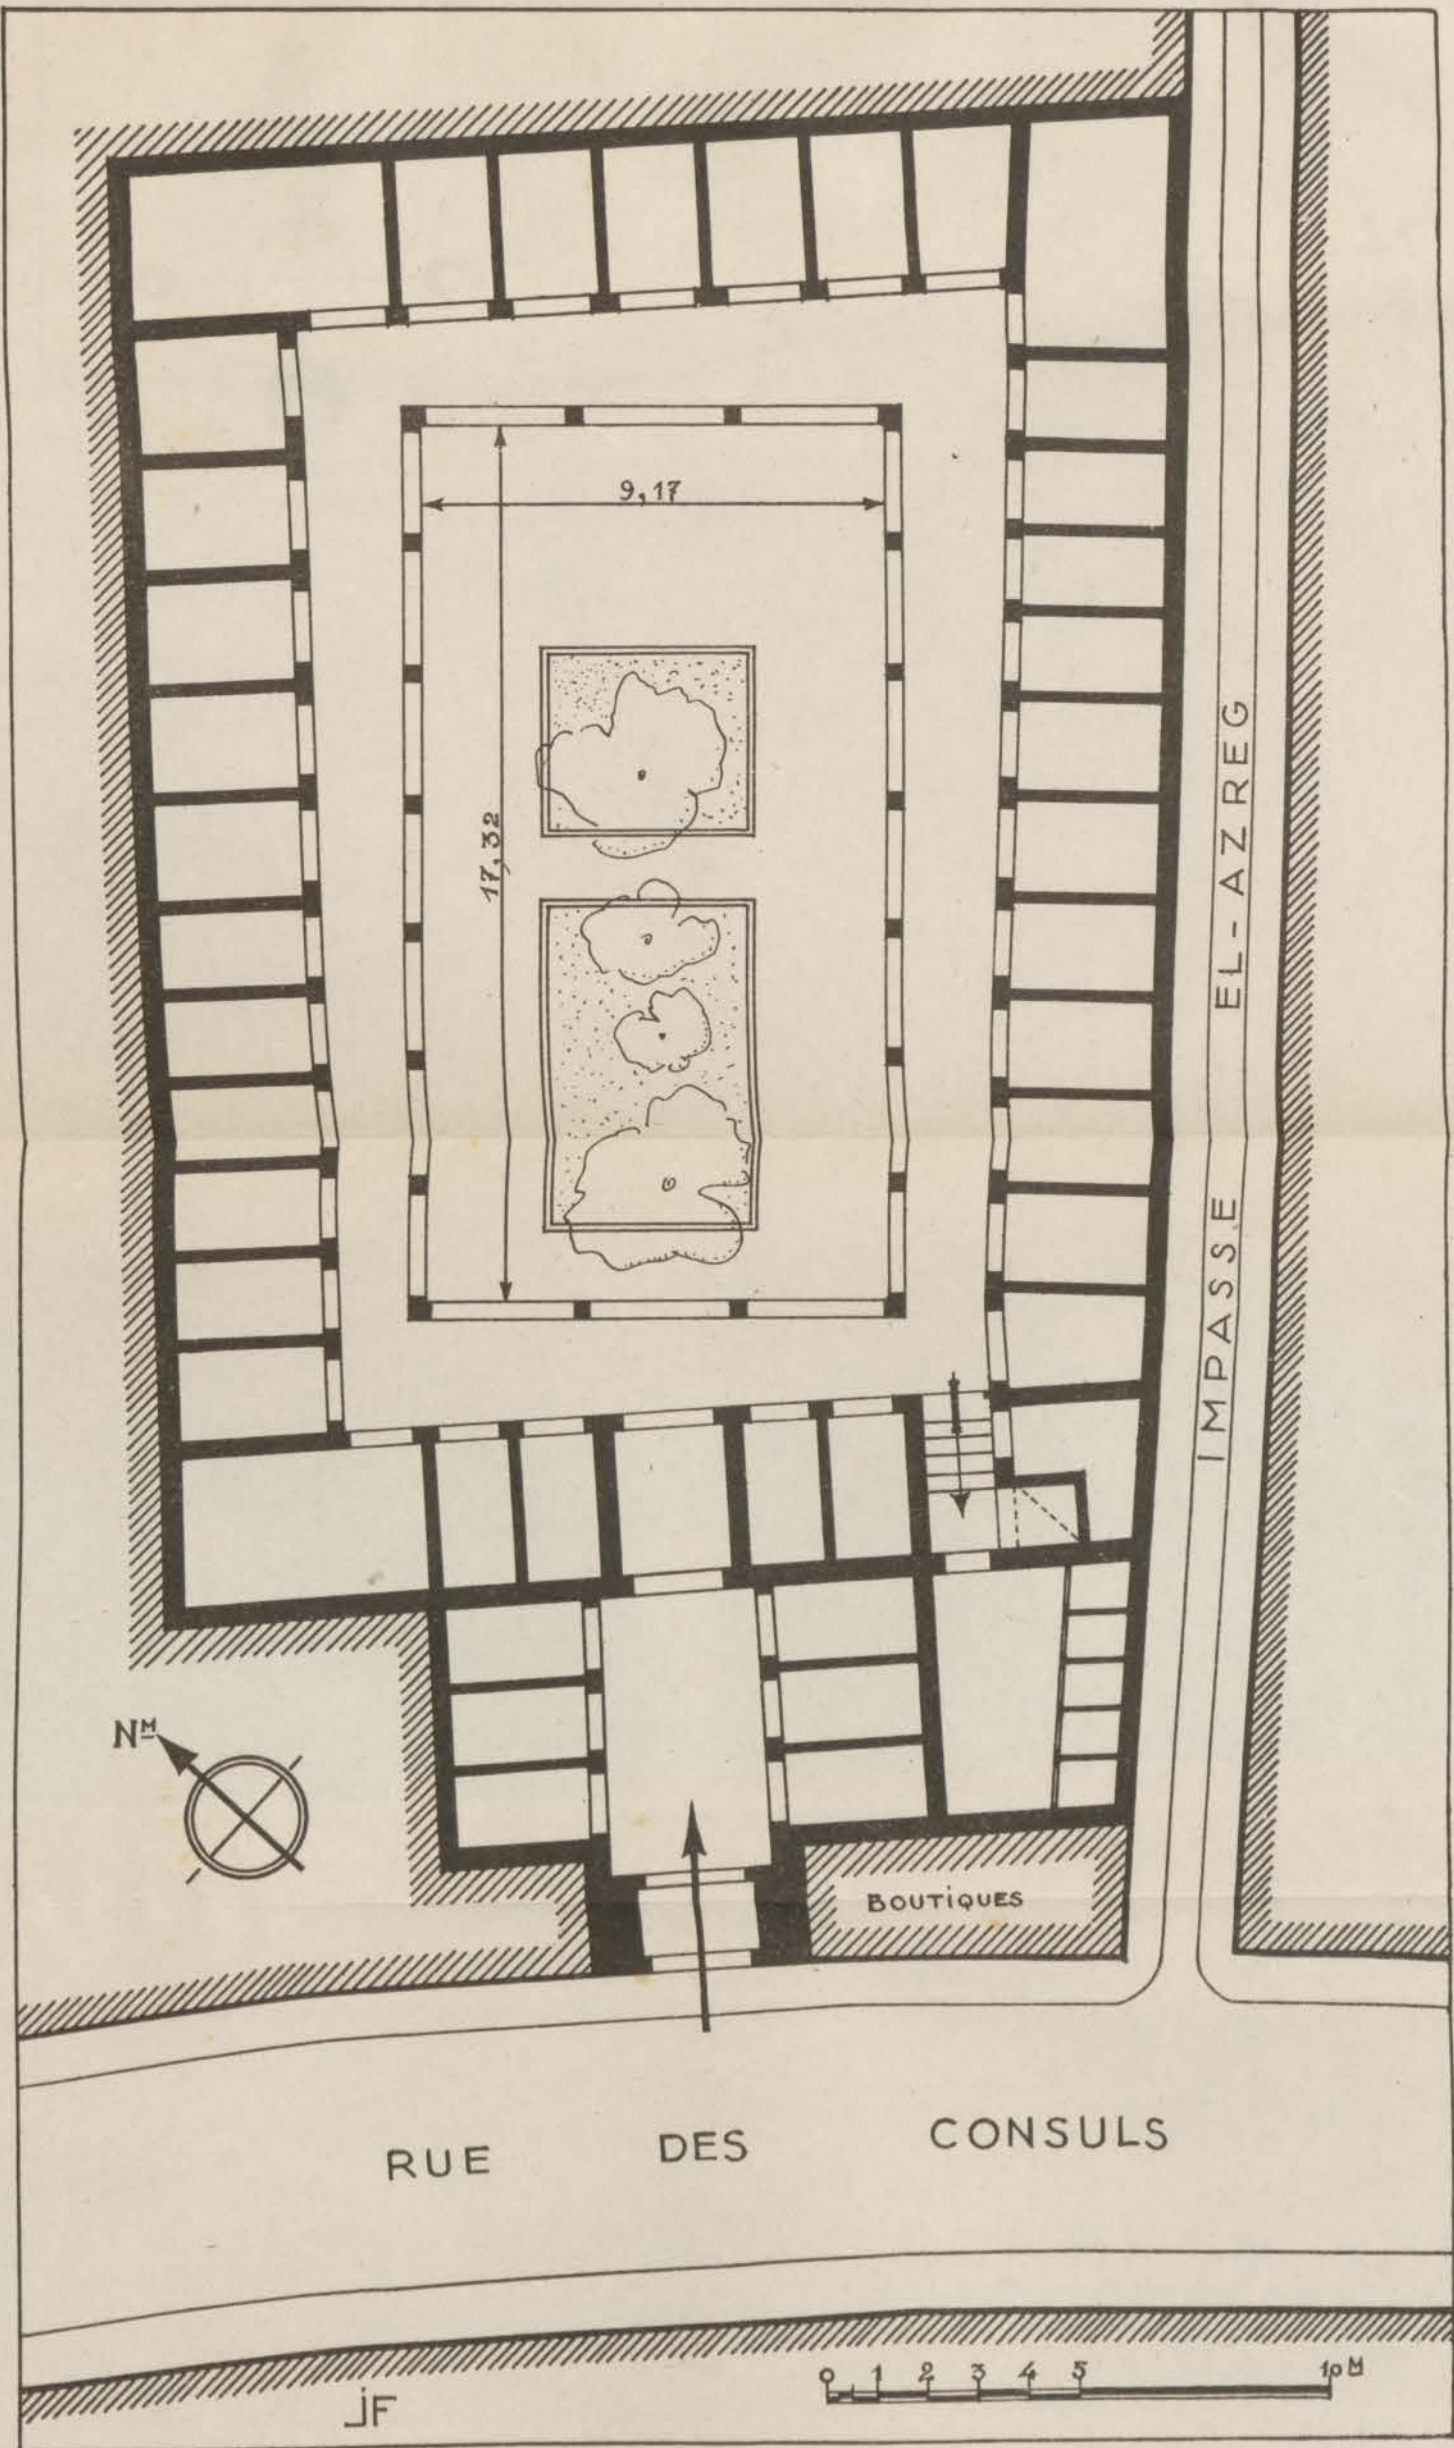 9,17
17,32
IMPASSE EL-AZREG
Nᴹ
BOUTIQUES
RUE DES CONSULS
0 1 2 3 4 5 10 M
jF